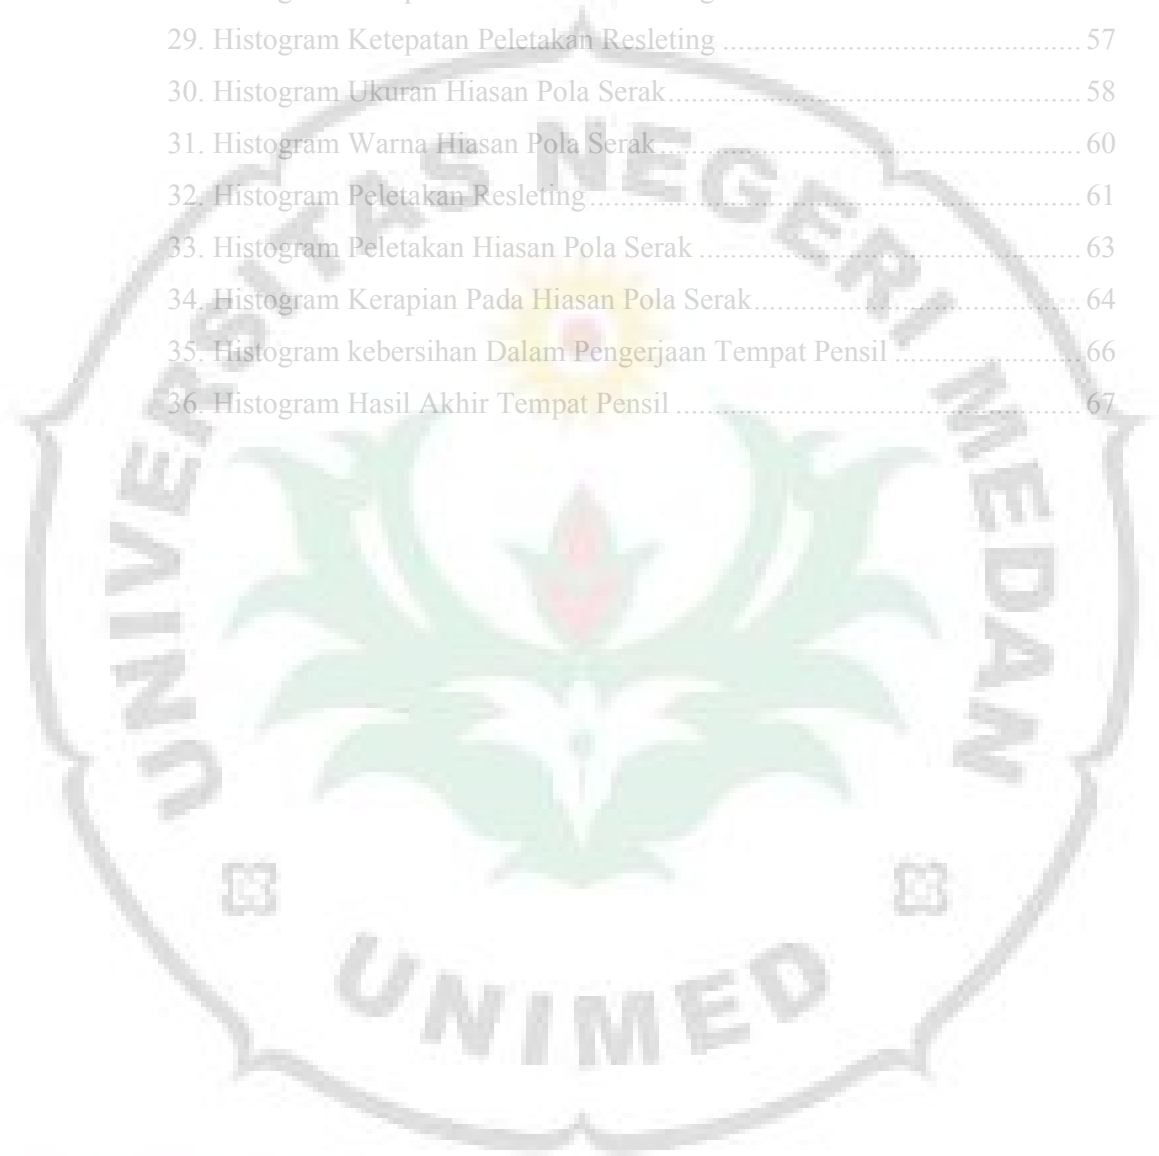 29. Histogram Ketepatan Peletakan Resleting ................................................ 57
30. Histogram Ukuran Hiasan Pola Serak....................................................... 58
31. Histogram Warna Hiasan Pola Serak ........................................................ 60
32. Histogram Peletakan Resleting.................................................................. 61
33. Histogram Peletakan Hiasan Pola Serak ................................................... 63
34. Histogram Kerapian Pada Hiasan Pola Serak............................................ 64
35. Histogram kebersihan Dalam Pengerjaan Tempat Pensil .......................... 66
36. Histogram Hasil Akhir Tempat Pensil ....................................................... 67
UNIVERSITAS NEGERI MEDAN
UNIMED